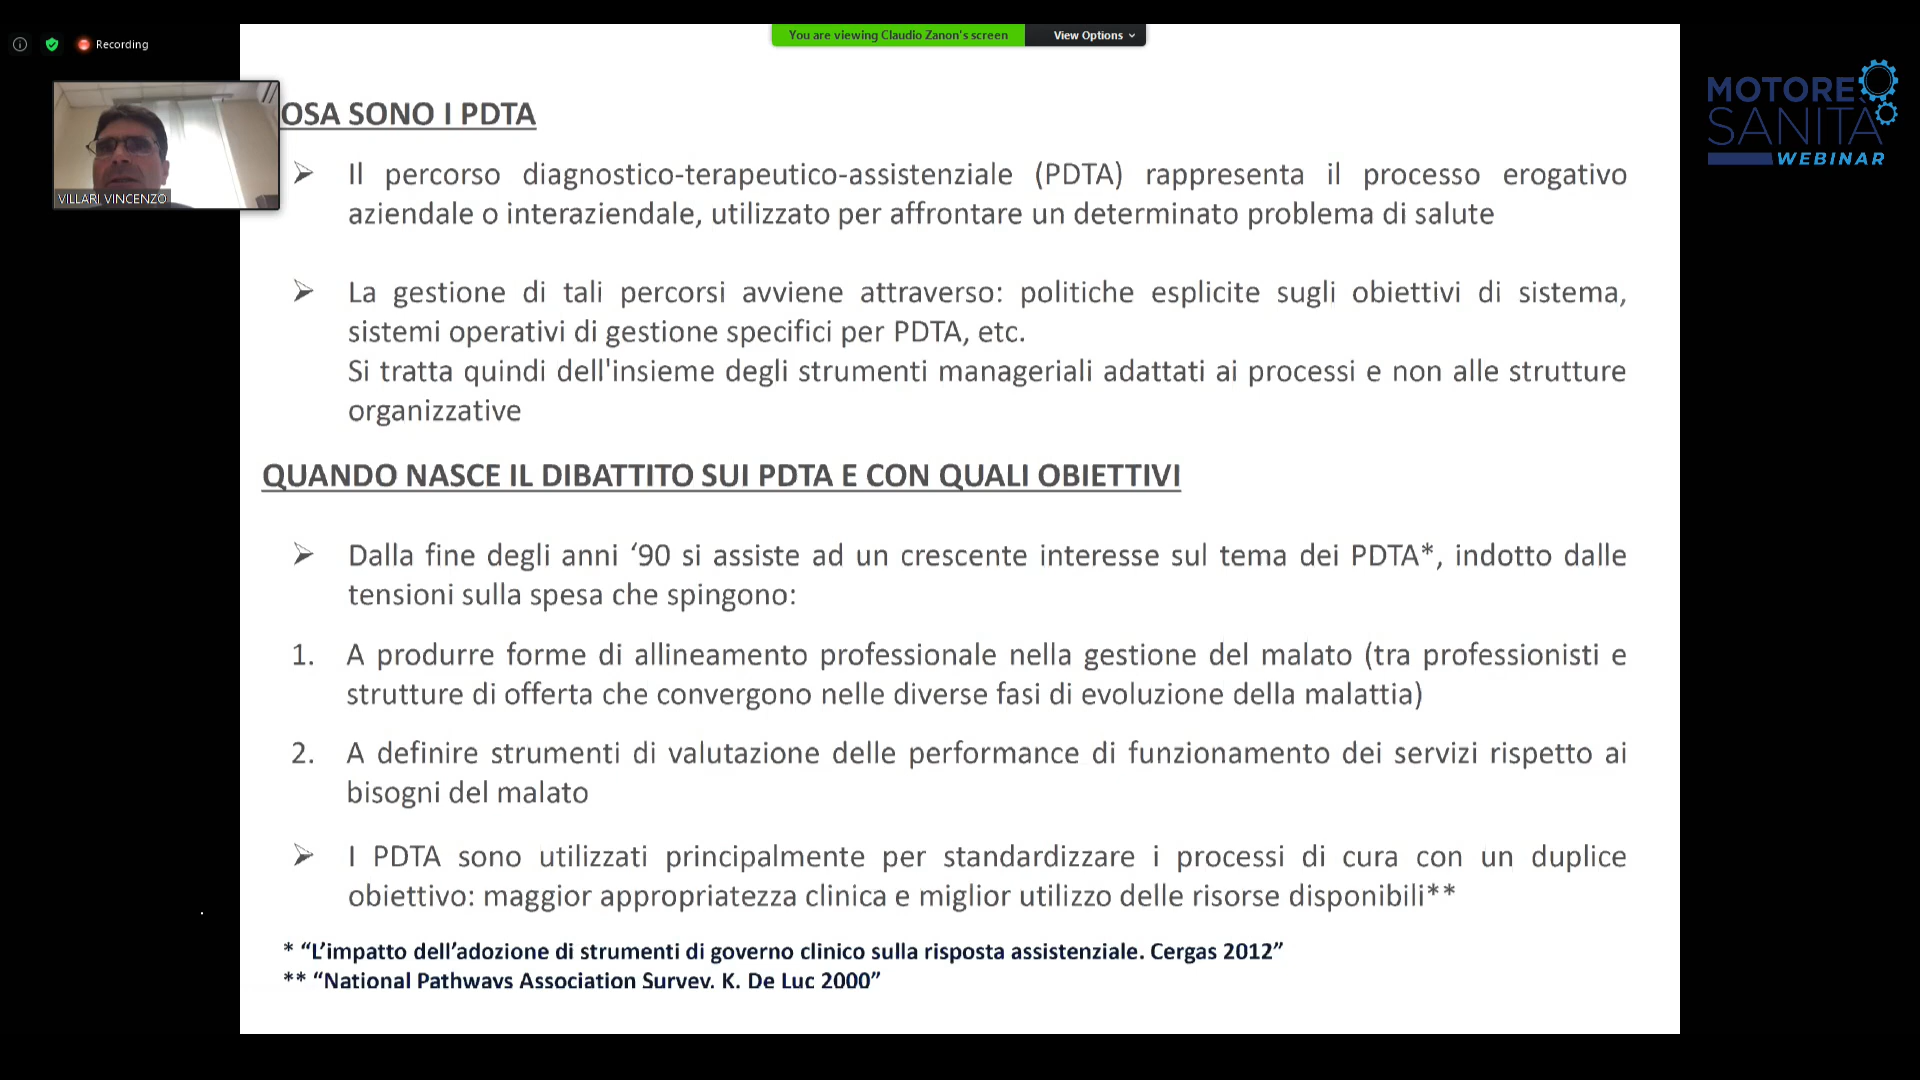 Recording
You are viewing Claudio Zanon's screen
View Options
MOTORE
SANITÀ
WEBINAR
VILLARI VINCENZO
OSA SONO I PDTA
Il percorso diagnostico-terapeutico-assistenziale (PDTA) rappresenta il processo erogativo
aziendale o interaziendale, utilizzato per affrontare un determinato problema di salute
La gestione di tali percorsi avviene attraverso: politiche esplicite sugli obiettivi di sistema,
sistemi operativi di gestione specifici per PDTA, etc.
Si tratta quindi dell'insieme degli strumenti manageriali adattati ai processi e non alle strutture
organizzative
QUANDO NASCE IL DIBATTITO SUI PDTA E CON QUALI OBIETTIVI
Dalla fine degli anni ‘90 si assiste ad un crescente interesse sul tema dei PDTA*, indotto dalle
tensioni sulla spesa che spingono:
1. A produrre forme di allineamento professionale nella gestione del malato (tra professionisti e
strutture di offerta che convergono nelle diverse fasi di evoluzione della malattia)
2. A definire strumenti di valutazione delle performance di funzionamento dei servizi rispetto ai
bisogni del malato
I PDTA sono utilizzati principalmente per standardizzare i processi di cura con un duplice
obiettivo: maggior appropriatezza clinica e miglior utilizzo delle risorse disponibili**
* “L’impatto dell’adozione di strumenti di governo clinico sulla risposta assistenziale. Cergas 2012”
** “National Pathways Association Survey. K. De Luc 2000”